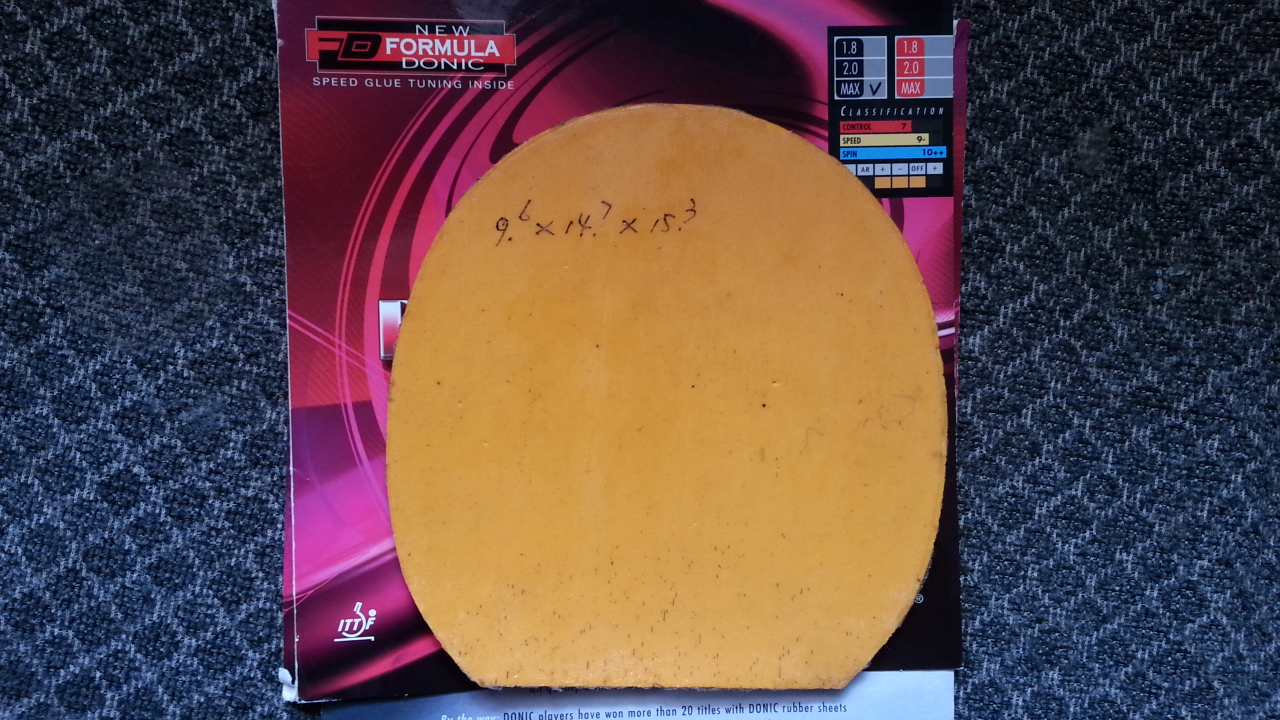 NEW
FORMULA
DONIC
SPEED GLUE TUNING INSIDE
1.8 1.8
2.0 2.0
MAX ✓ MAX
CLASSIFICATION
CONTROL 7
SPEED 9-
SPIN 10++
AR + - OFF +
9.6 x 14.7 x 15.3
ITTF
®
By the way: DONIC players have won more than 20 titles with DONIC rubber sheets